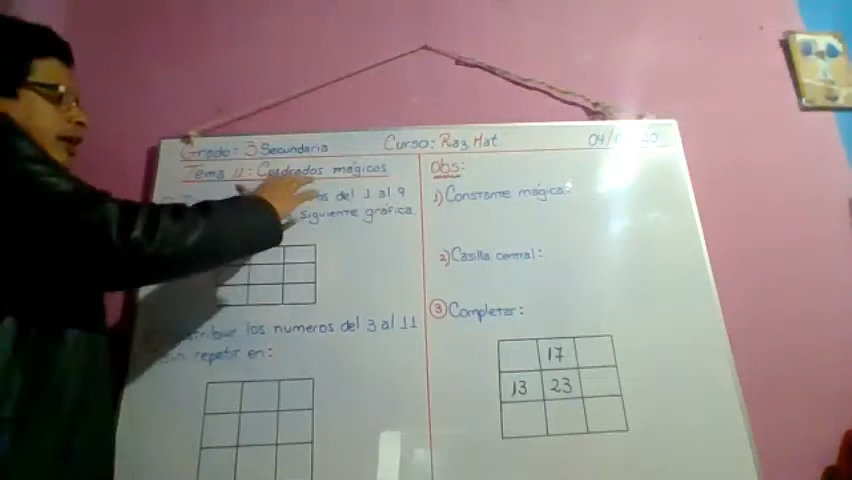 Grado: 3 Secundaria
Curso: Raz Mat
04/
Tema 11: Cuadrados mágicos
del 1 al 9
siguiente gráfica.
los numeros del 3 al 11
repetir en:
Obs:
1) Constante mágica:
2) Casilla central:
3 Completar:
17
13 23